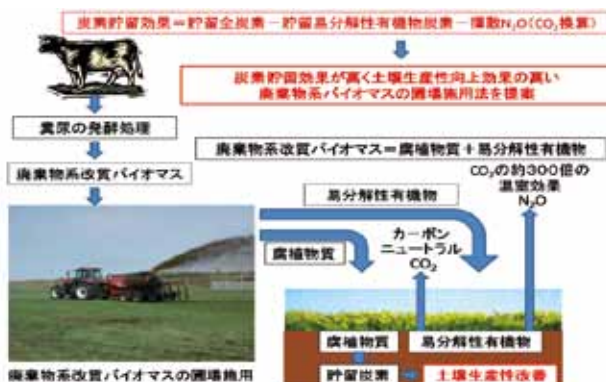 炭素貯留効果＝貯留全炭素－貯留易分解性有機物炭素－揮散N₂O(CO₂換算)
炭素貯留効果が高く土壌生産性向上効果の高い
廃棄物系バイオマスの圃場施用法を提案
糞尿の発酵処理
廃棄物系改質バイオマス
廃棄物系改質バイオマス＝腐植物質＋易分解性有機物
CO₂の約300倍の
温室効果
N₂O
易分解性有機物
腐植物質
カーボン
ニュートラル
CO₂
腐植物質
易分解性有機物
貯留炭素
土壌生産性改善
廃棄物系改質バイオマスの圃場施用